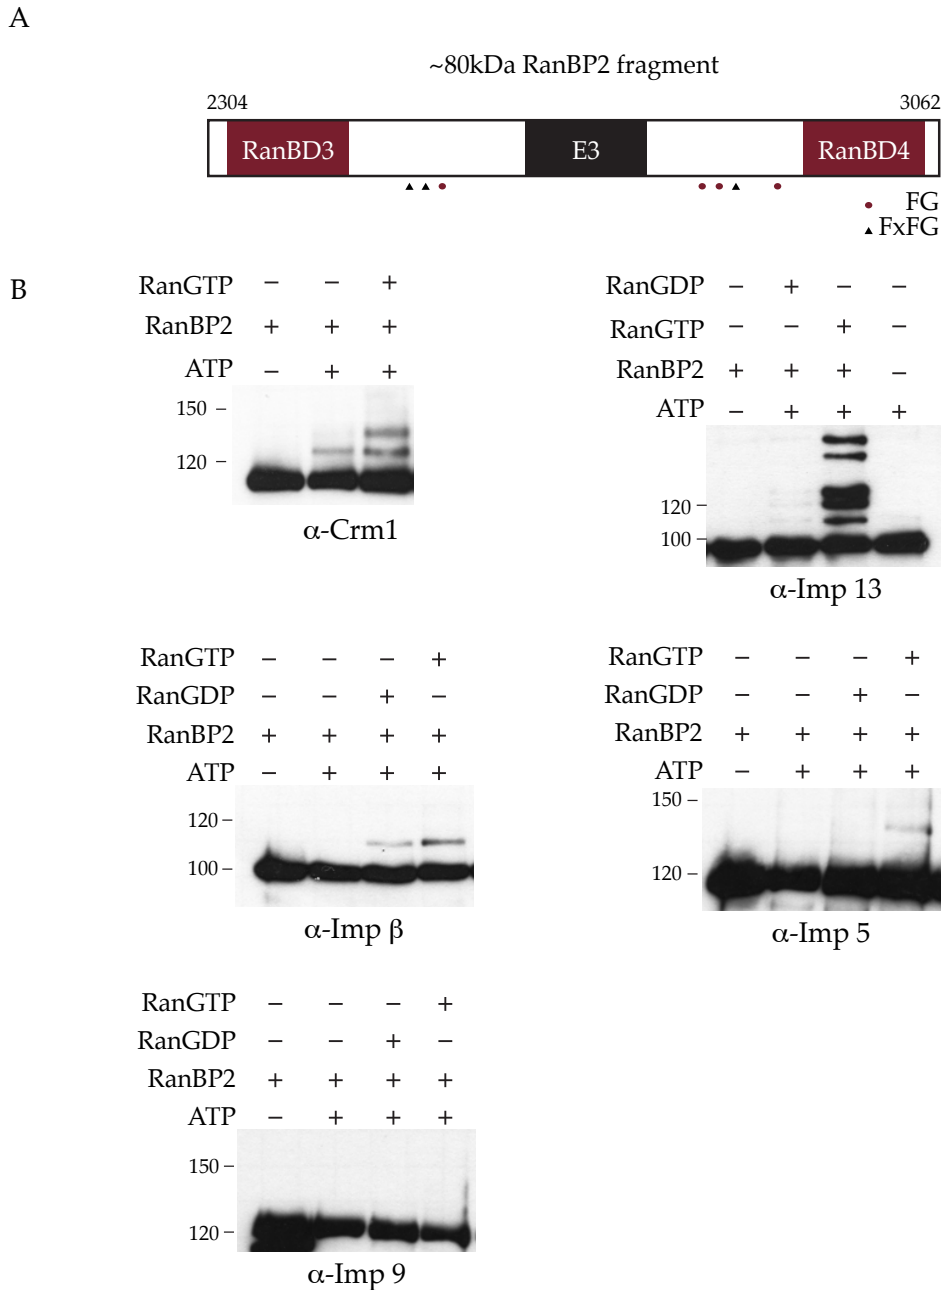 A
~80kDa RanBP2 fragment
2304 3062
RanBD3 E3 RanBD4
FG
FxFG
B
RanGTP – – +
RanBP2 + + +
ATP – + +
150 –
120 –
α-Crm1
RanGDP – + – –
RanGTP – – + –
RanBP2 + + + –
ATP – + + +
120 –
100 –
α-Imp 13
RanGTP – – – +
RanGDP – – + –
RanBP2 + + + +
ATP – + + +
120 –
100 –
α-Imp β
RanGTP – – – +
RanGDP – – + –
RanBP2 + + + +
ATP – + + +
150 –
120 –
α-Imp 5
RanGTP – – – +
RanGDP – – + –
RanBP2 + + + +
ATP – + + +
150 –
120 –
α-Imp 9